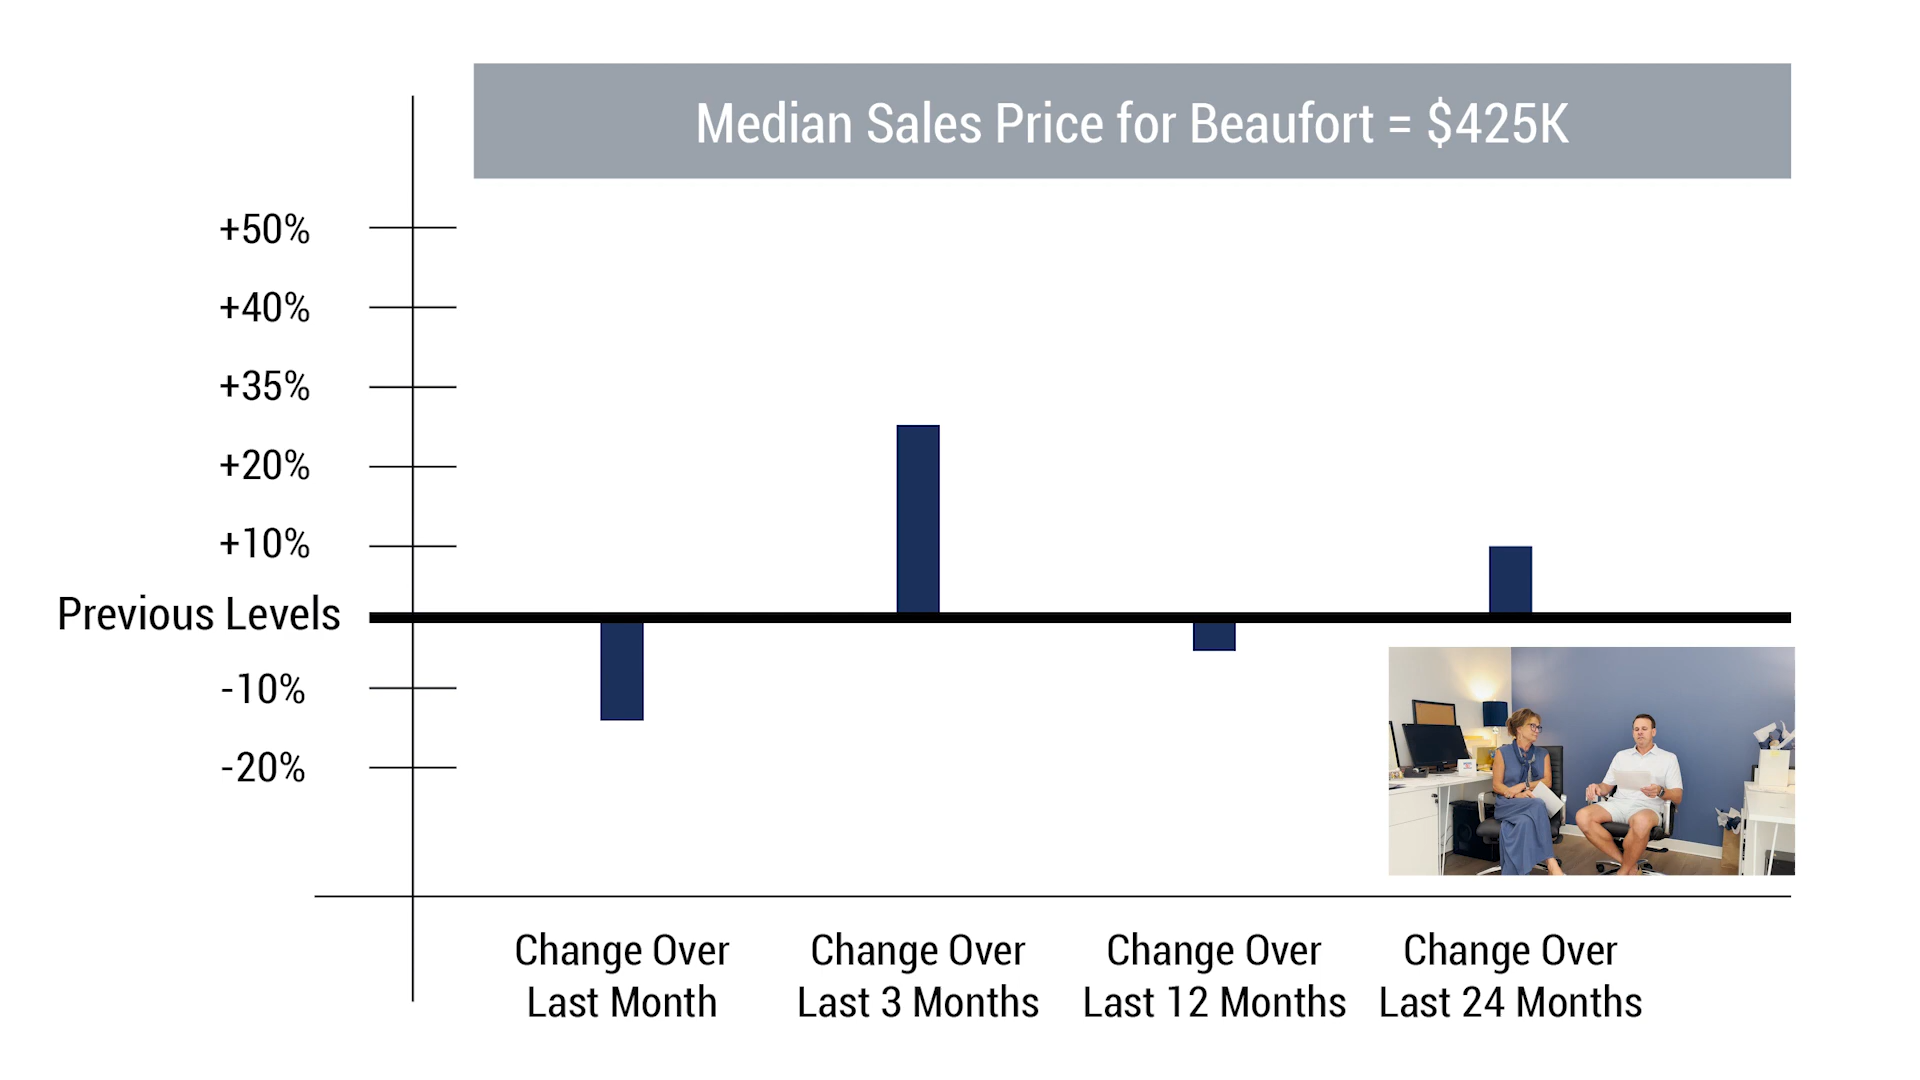 Median Sales Price for Beaufort = $425K
+50%
+40%
+35%
+20%
+10%
Previous Levels
-10%
-20%
Change Over
Last Month
Change Over
Last 3 Months
Change Over
Last 12 Months
Change Over
Last 24 Months